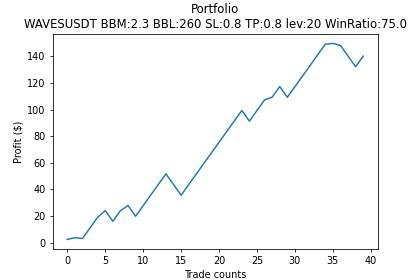 Portfolio
WAVESUSDT BBM:2.3 BBL:260 SL:0.8 TP:0.8 lev:20 WinRatio:75.0
Profit ($)
140
120
100
80
60
40
20
0
0 5 10 15 20 25 30 35 40
Trade counts